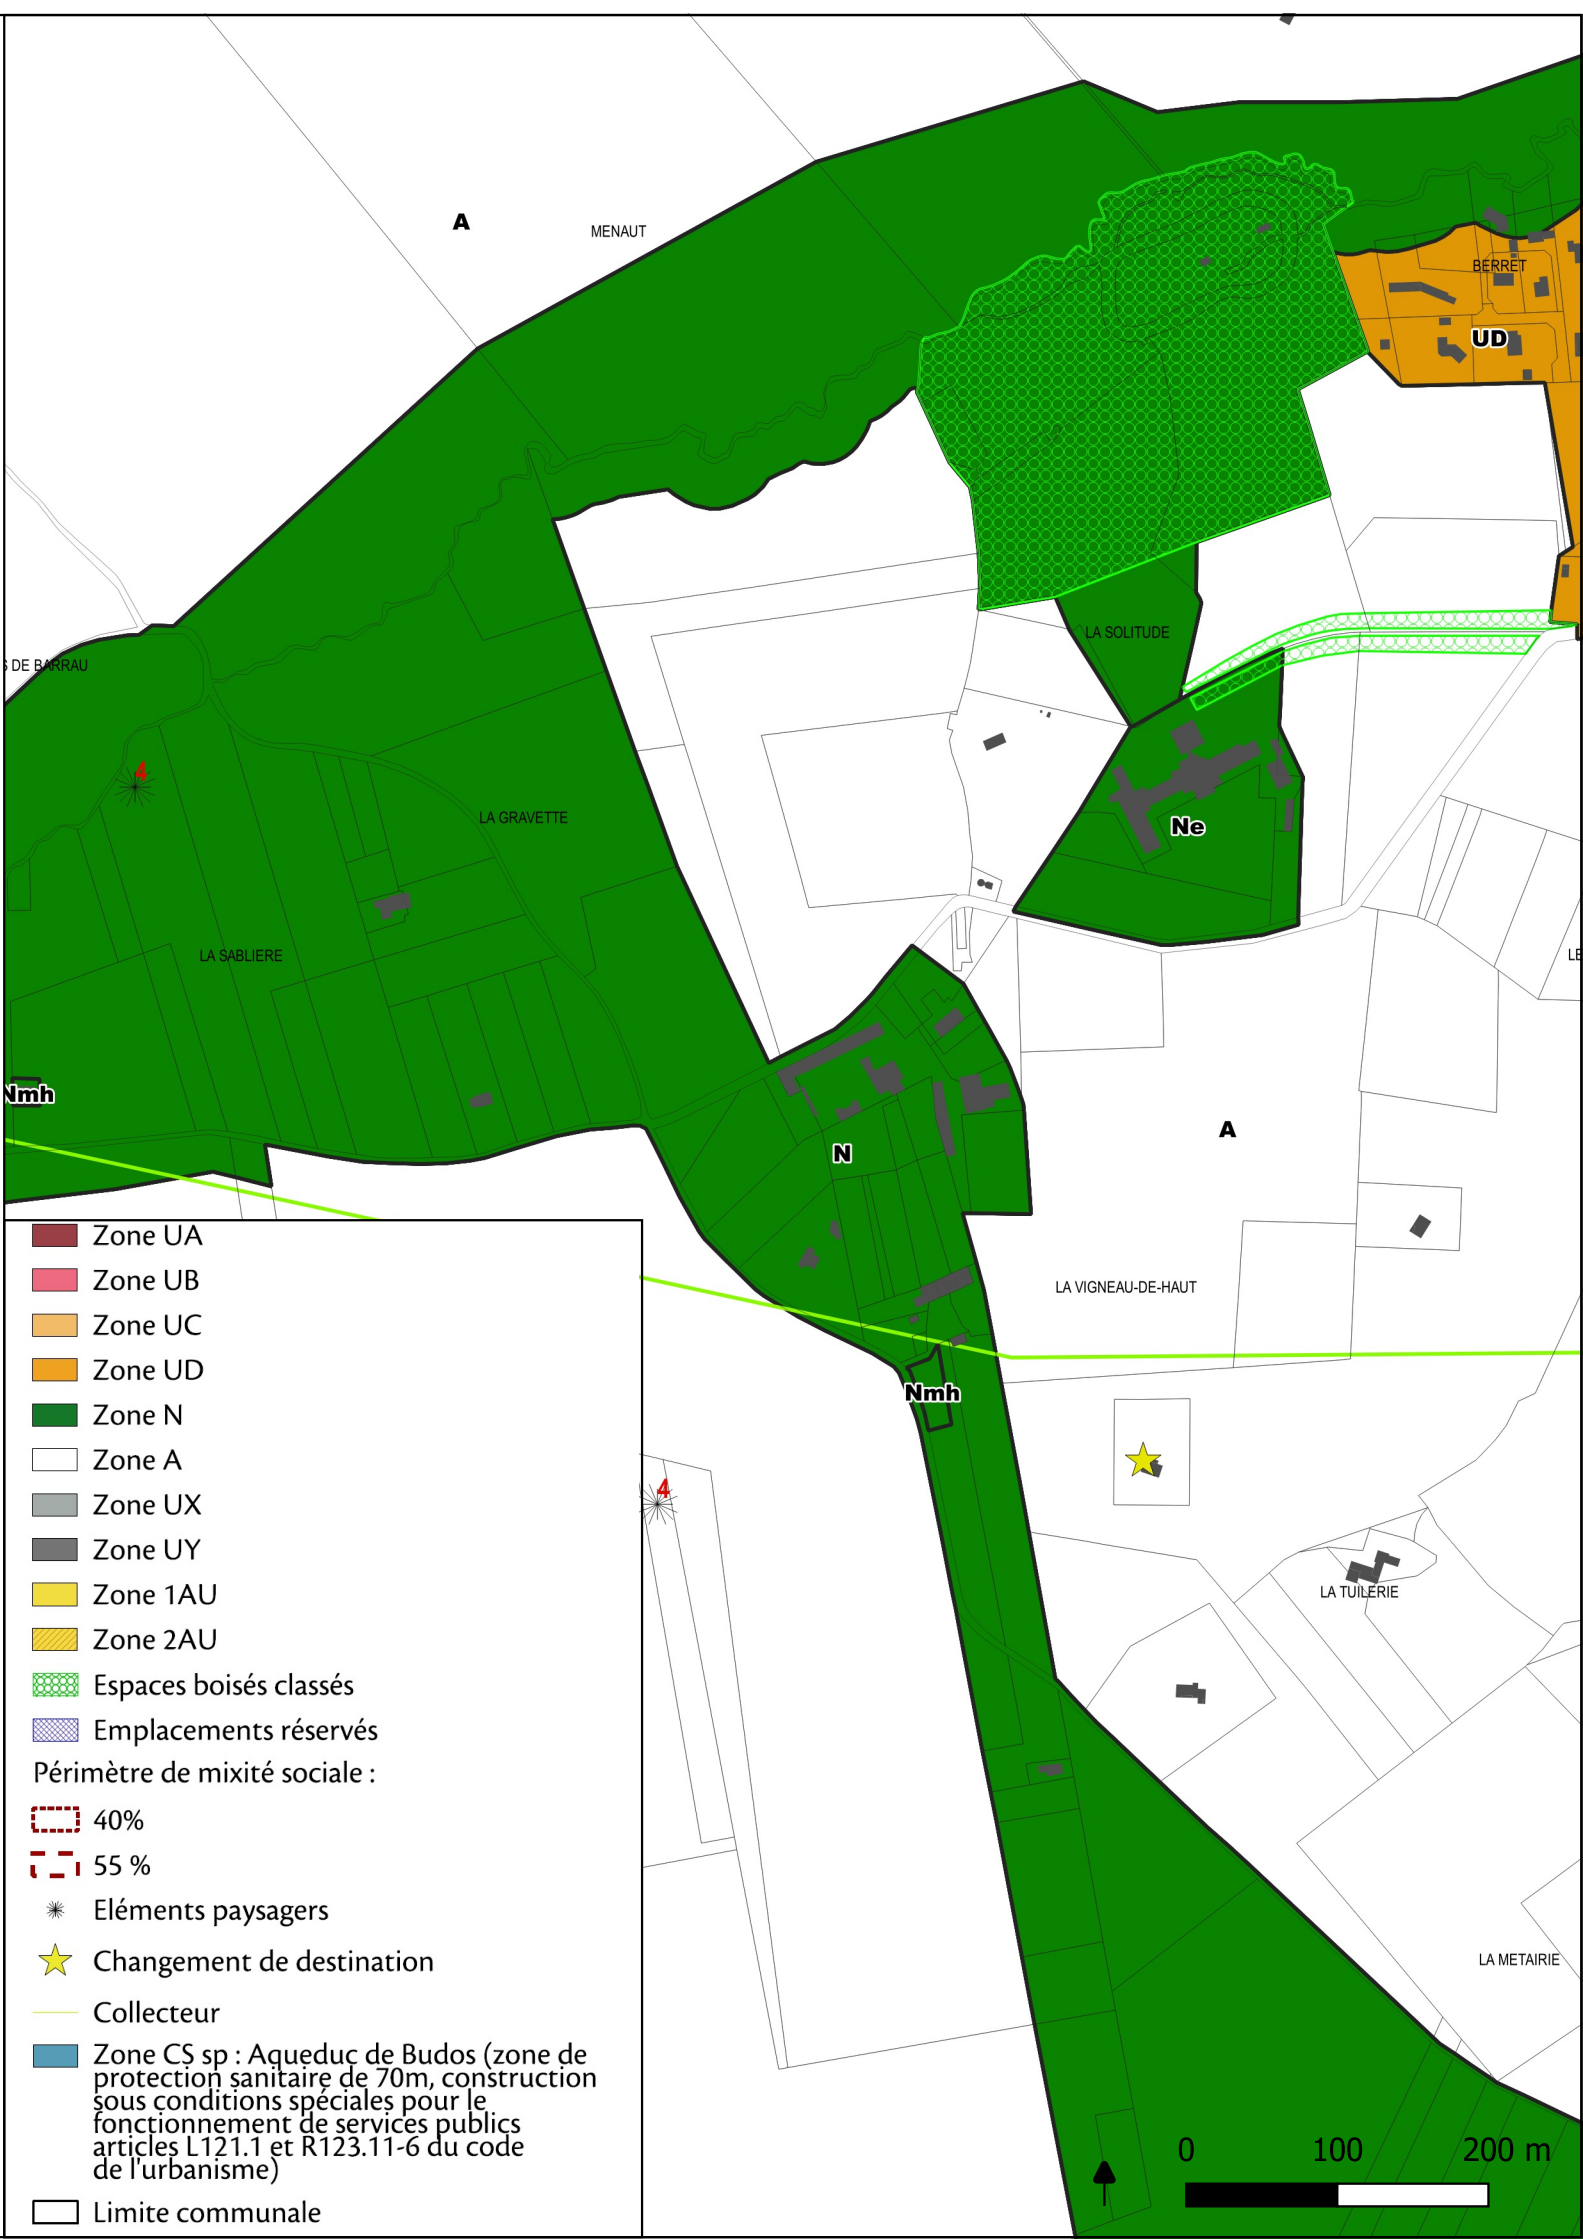 A
MENAUT
BERRET
UD
LA SOLITUDE
S DE BARRAU
4
LA GRAVETTE
Ne
LA SABLIERE
LE
Nmh
N
A
LA VIGNEAU-DE-HAUT
Nmh
4
LA TUILERIE
LA METAIRIE
Zone UA
Zone UB
Zone UC
Zone UD
Zone N
Zone A
Zone UX
Zone UY
Zone 1AU
Zone 2AU
Espaces boisés classés
Emplacements réservés
Périmètre de mixité sociale :
40%
55 %
Eléments paysagers
Changement de destination
Collecteur
Zone CS sp : Aqueduc de Budos (zone de
protection sanitaire de 70m, construction
sous conditions spéciales pour le
fonctionnement de services publics
articles L121.1 et R123.11-6 du code
de l'urbanisme)
Limite communale
0 100 200 m